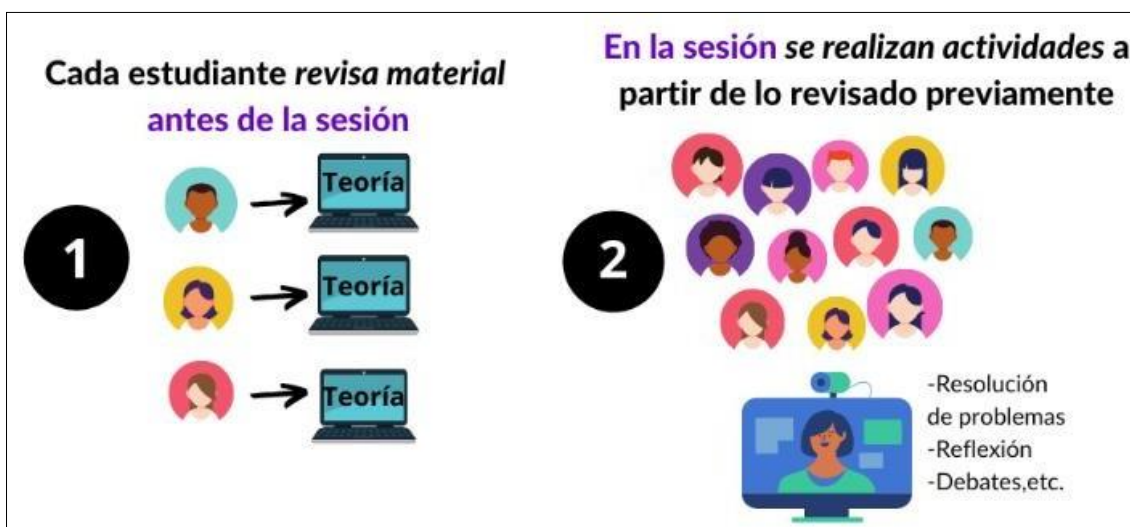 Cada estudiante revisa material
antes de la sesión
1
Teoría
Teoría
Teoría
En la sesión se realizan actividades a
partir de lo revisado previamente
2
-Resolución
de problemas
-Reflexión
-Debates,etc.